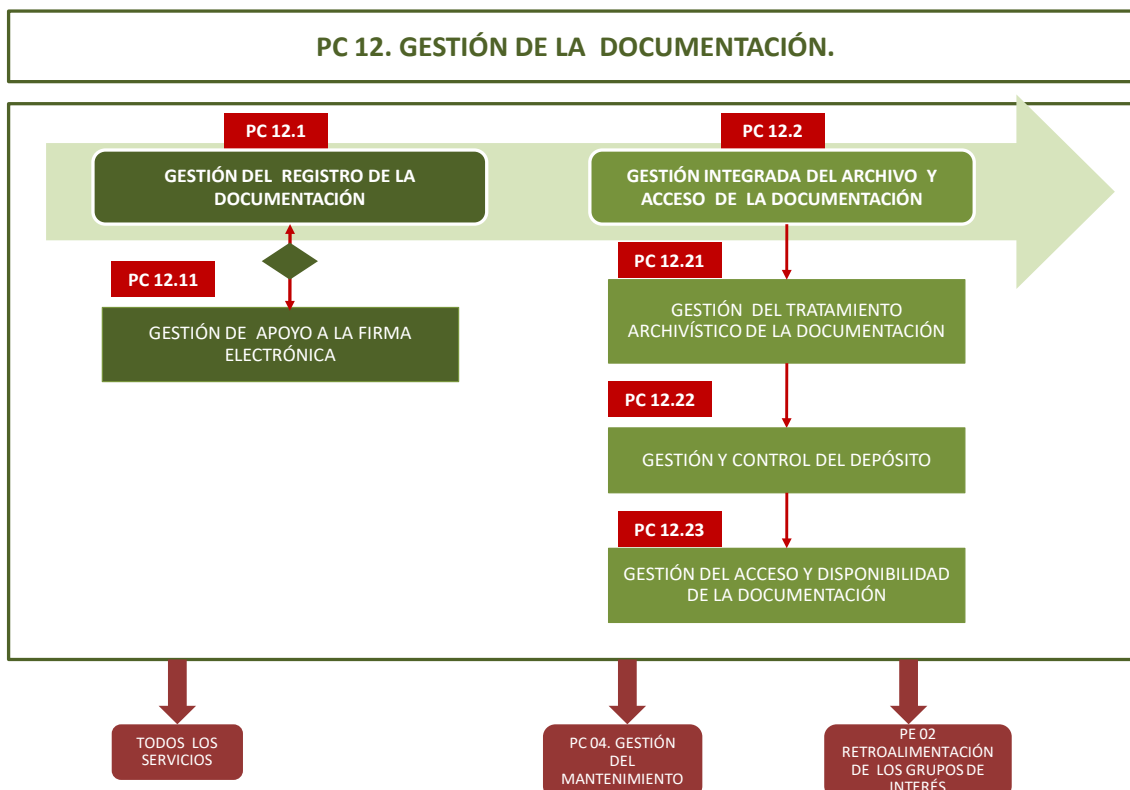 PC 12. GESTIÓN DE LA DOCUMENTACIÓN.
PC 12.1
GESTIÓN DEL REGISTRO DE LA
DOCUMENTACIÓN
PC 12.11
GESTIÓN DE APOYO A LA FIRMA
ELECTRÓNICA
PC 12.2
GESTIÓN INTEGRADA DEL ARCHIVO Y
ACCESO DE LA DOCUMENTACIÓN
PC 12.21
GESTIÓN DEL TRATAMIENTO
ARCHIVÍSTICO DE LA DOCUMENTACIÓN
PC 12.22
GESTIÓN Y CONTROL DEL DEPÓSITO
PC 12.23
GESTIÓN DEL ACCESO Y DISPONIBILIDAD
DE LA DOCUMENTACIÓN
TODOS LOS
SERVICIOS
PC 04. GESTIÓN
DEL
MANTENIMIENTO
PE 02
RETROALIMENTACIÓN
DE LOS GRUPOS DE
INTERÉS